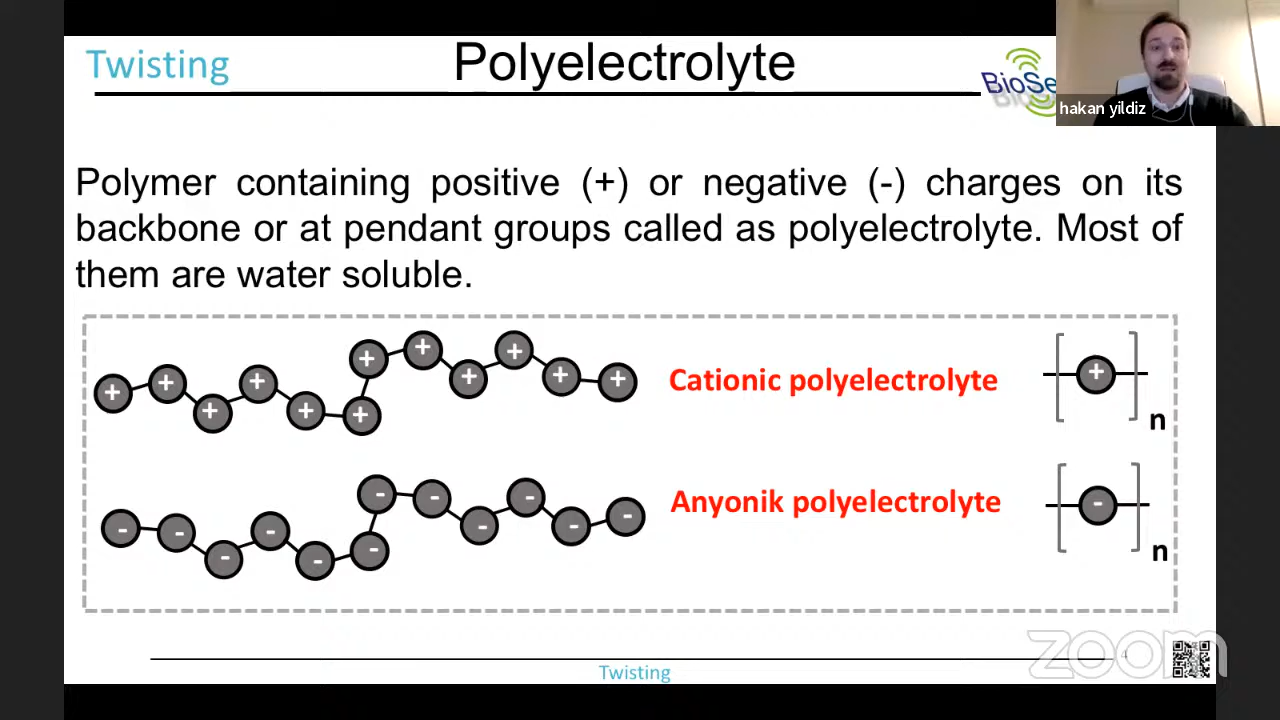 Twisting
Polyelectrolyte
BioSe
hakan yildiz
Polymer containing positive (+) or negative (-) charges on its
backbone or at pendant groups called as polyelectrolyte. Most of
them are water soluble.
+ + + + + + + + + + + +
Cationic polyelectrolyte
+
n
- - - - - - - - - - - -
Anyonik polyelectrolyte
-
n
zoom
4
Twisting